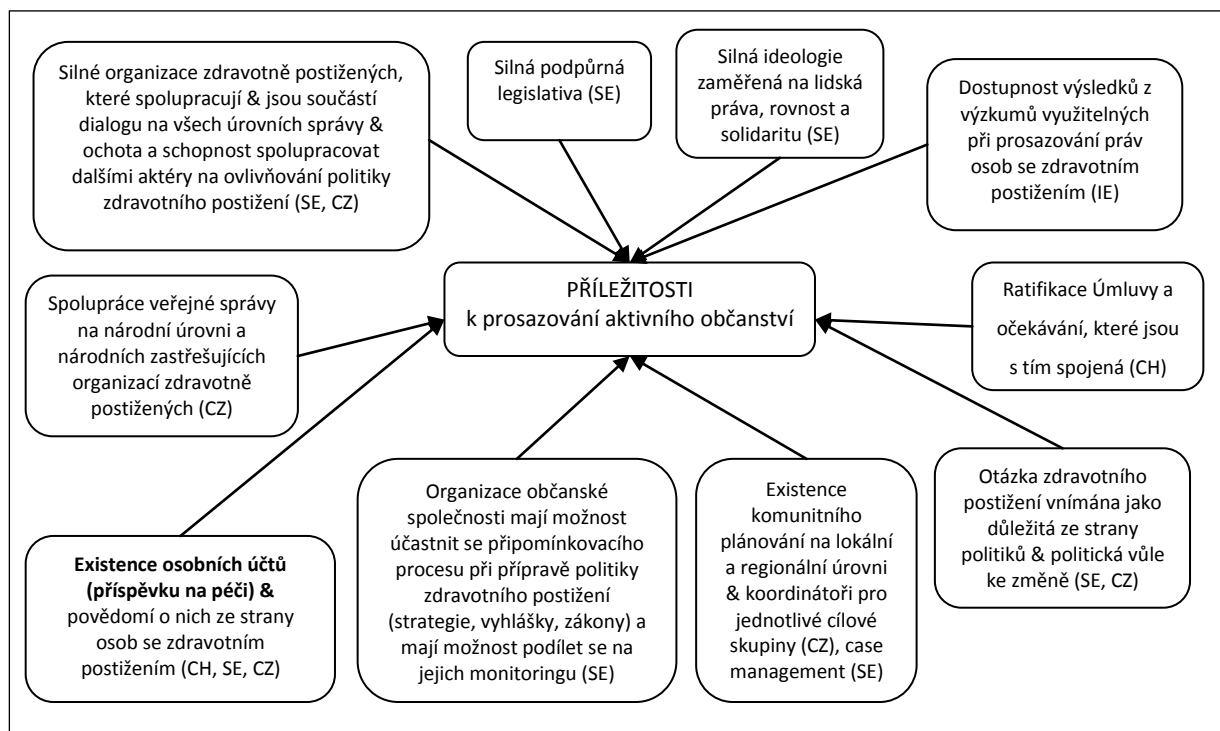 Silné organizace zdravotně postižených,
které spolupracují & jsou součástí
dialogu na všech úrovních správy &
ochota a schopnost spolupracovat
dalšími aktéry na ovlivňování politiky
zdravotního postižení (SE, CZ)
Silná podpůrná
legislativa (SE)
Silná ideologie
zaměřená na lidská
práva, rovnost a
solidaritu (SE)
Dostupnost výsledků z
výzkumů využitelných
při prosazování práv
osob se zdravotním
postižením (IE)
Spolupráce veřejné správy
na národní úrovni a
národních zastřešujících
organizací zdravotně
postižených (CZ)
PŘÍLEŽITOSTI
k prosazování aktivního občanství
Ratifikace Úmluvy a
očekávání, které jsou
s tím spojená (CH)
Existence osobních účtů
(příspěvku na péči) &
povědomí o nich ze strany
osob se zdravotním
postižením (CH, SE, CZ)
Organizace občanské
společnosti mají možnost
účastnit se připomínkovacího
procesu při přípravě politiky
zdravotního postižení
(strategie, vyhlášky, zákony) a
mají možnost podílet se na
jejich monitoringu (SE)
Existence
komunitního
plánování na lokální
a regionální úrovni
& koordinátoři pro
jednotlivé cílové
skupiny (CZ), case
management (SE)
Otázka zdravotního
postižení vnímána jako
důležitá ze strany
politiků & politická vůle
ke změně (SE, CZ)